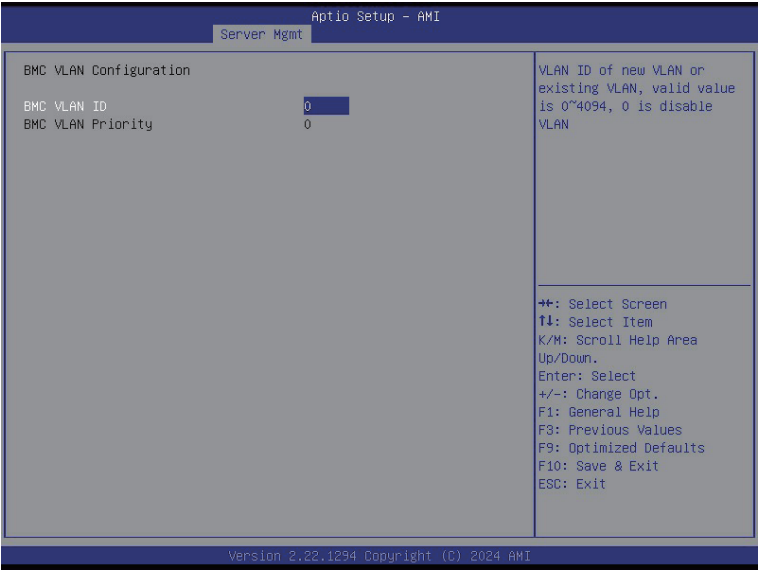 Aptio Setup - AMI
Server Mgmt
BMC VLAN Configuration
BMC VLAN ID 0
BMC VLAN Priority 0
VLAN ID of new VLAN or
existing VLAN, valid value
is 0~4094, 0 is disable
VLAN
→←: Select Screen
↑↓: Select Item
K/M: Scroll Help Area
Up/Down.
Enter: Select
+/-: Change Opt.
F1: General Help
F3: Previous Values
F9: Optimized Defaults
F10: Save & Exit
ESC: Exit
Version 2.22.1294 Copyright (C) 2024 AMI